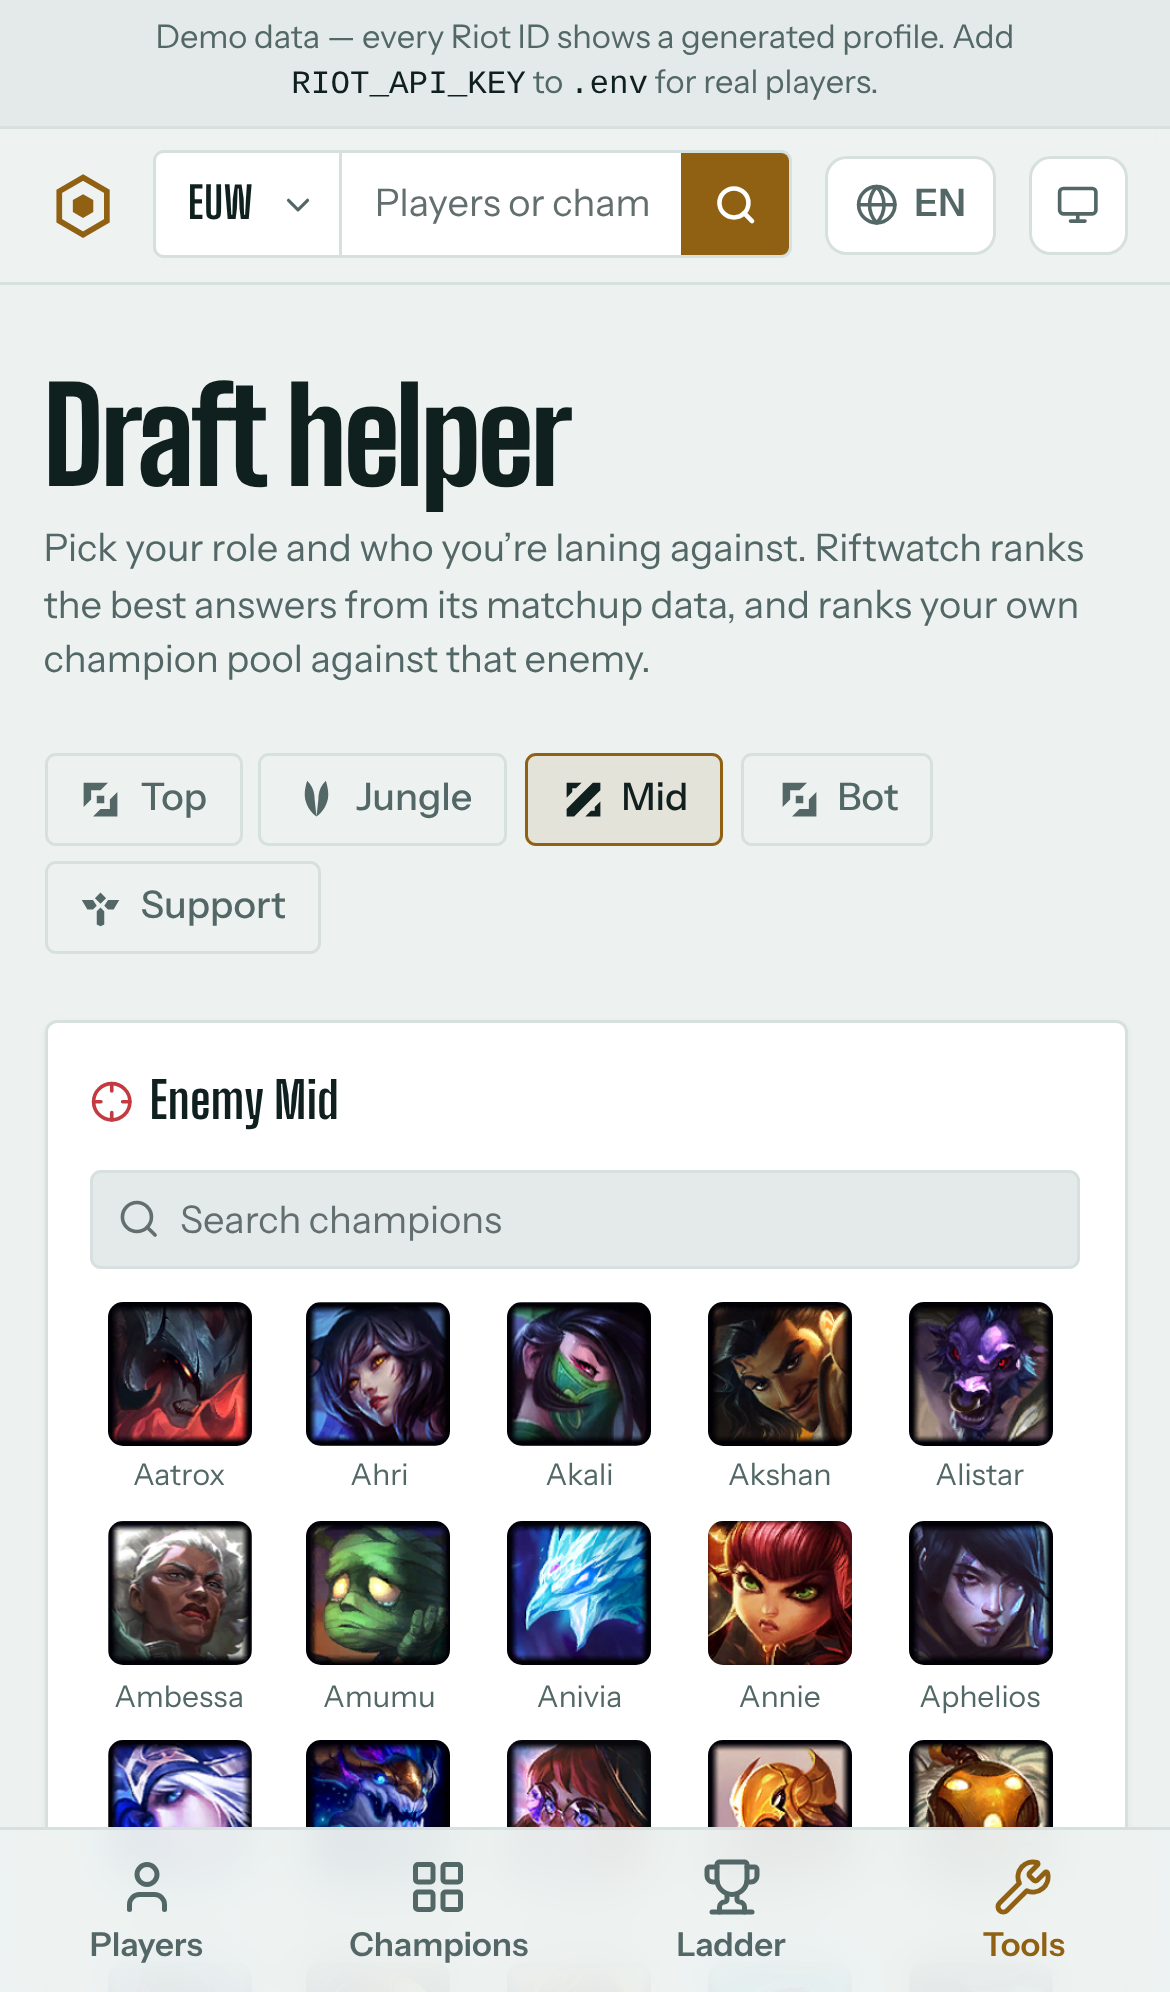 Demo data — every Riot ID shows a generated profile. Add
RIOT_API_KEY to .env for real players.
EUW
Players or cham
EN
Draft helper
Pick your role and who you’re laning against. Riftwatch ranks
the best answers from its matchup data, and ranks your own
champion pool against that enemy.
Top
Jungle
Mid
Bot
Support
Enemy Mid
Search champions
Aatrox
Ahri
Akali
Akshan
Alistar
Ambessa
Amumu
Anivia
Annie
Aphelios
Players
Champions
Ladder
Tools